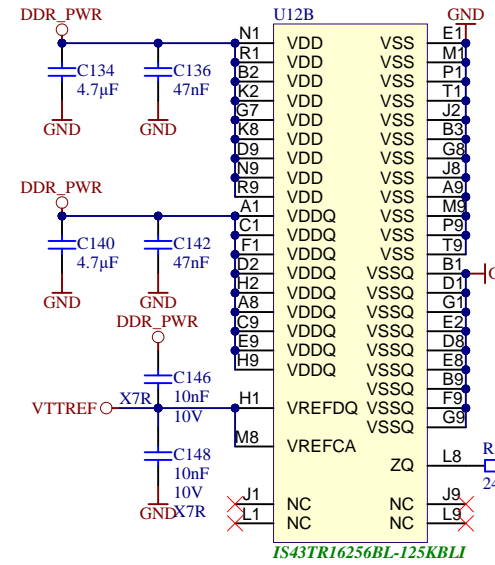 DDR_PWR
U12B
GND
N1 VDD VSS E1
R1 VDD VSS M1
B2 VDD VSS P1
K2 VDD VSS T1
G7 VDD VSS J2
K8 VDD VSS B3
D9 VDD VSS G8
N9 VDD VSS J8
R9 VDD VSS A9
A1 VDDQ VSS M9
C1 VDDQ VSS P9
F1 VDDQ VSS T9
D2 VDDQ VSSQ B1
H2 VDDQ VSSQ D1
A8 VDDQ VSSQ G1
C9 VDDQ VSSQ E2
E9 VDDQ VSSQ D8
H9 VDDQ VSSQ E8
VSSQ B9
H1 VREFDQ VSSQ F9
VSSQ G9
M8 VREFCA
ZQ L8
J1 NC NC J9
L1 NC NC L9
IS43TR16256BL-125KBLI
C134
4.7µF
GND
C136
47nF
GND
DDR_PWR
C140
4.7µF
GND
C142
47nF
GND
DDR_PWR
C146
10nF
10V
X7R
VTTREF
C148
10nF
10V
X7R
GND
G
R
24